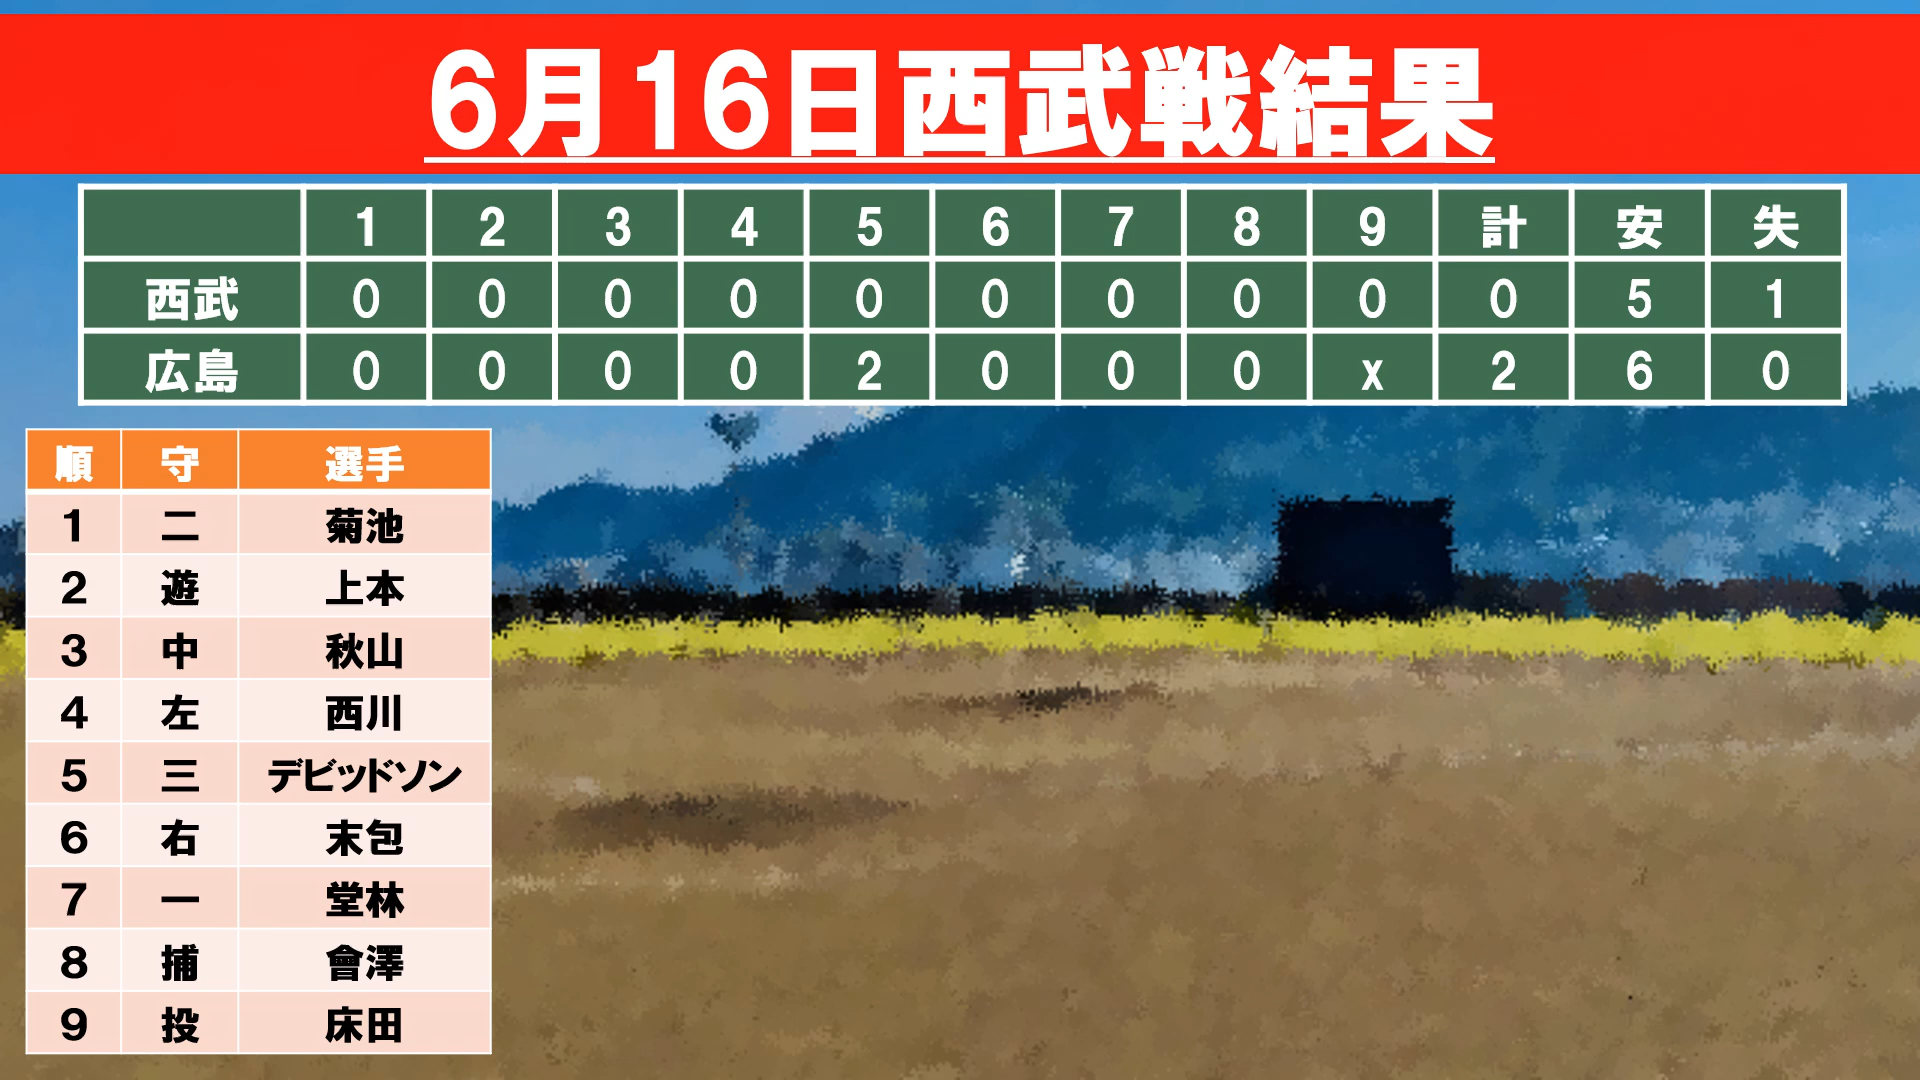 6月16日西武戦結果
1 2 3 4 5 6 7 8 9 計 安 失
西武 0 0 0 0 0 0 0 0 0 0 5 1
広島 0 0 0 0 2 0 0 0 x 2 6 0
順 守 選手
1 二 菊池
2 遊 上本
3 中 秋山
4 左 西川
5 三 デビッドソン
6 右 末包
7 一 堂林
8 捕 會澤
9 投 床田